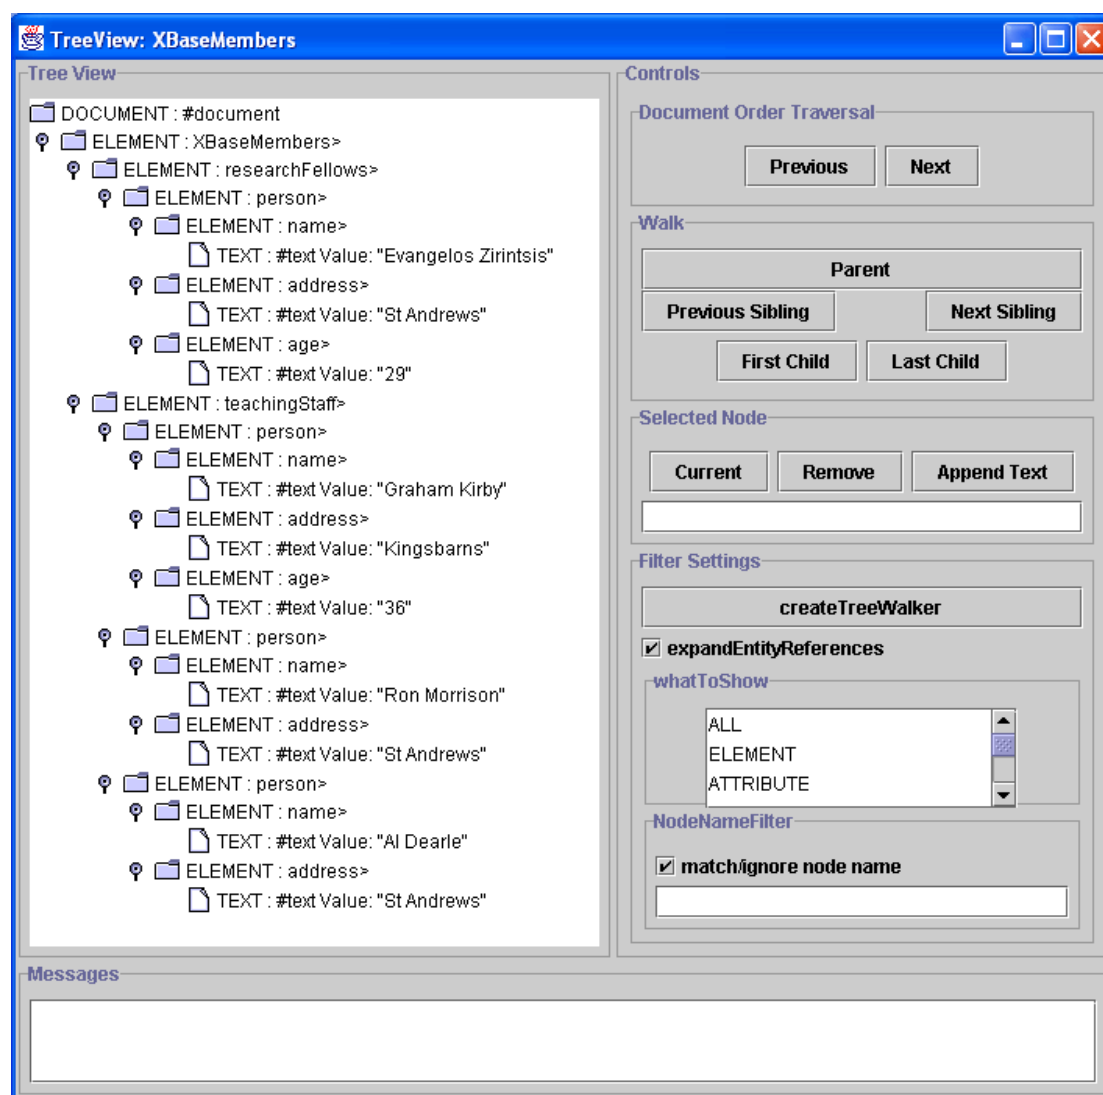 TreeView: XBaseMembers
Tree View
DOCUMENT : #document
ELEMENT : XBaseMembers>
ELEMENT : researchFellows>
ELEMENT : person>
ELEMENT : name>
TEXT : #text Value: "Evangelos Zirintsis"
ELEMENT : address>
TEXT : #text Value: "St Andrews"
ELEMENT : age>
TEXT : #text Value: "29"
ELEMENT : teachingStaff>
ELEMENT : person>
ELEMENT : name>
TEXT : #text Value: "Graham Kirby"
ELEMENT : address>
TEXT : #text Value: "Kingsbarns"
ELEMENT : age>
TEXT : #text Value: "36"
ELEMENT : person>
ELEMENT : name>
TEXT : #text Value: "Ron Morrison"
ELEMENT : address>
TEXT : #text Value: "St Andrews"
ELEMENT : person>
ELEMENT : name>
TEXT : #text Value: "Al Dearle"
ELEMENT : address>
TEXT : #text Value: "St Andrews"
Controls
Document Order Traversal
Previous Next
Walk
Parent
Previous Sibling Next Sibling
First Child Last Child
Selected Node
Current Remove Append Text
Filter Settings
createTreeWalker
expandEntityReferences
whatToShow
ALL
ELEMENT
ATTRIBUTE
NodeNameFilter
match/ignore node name
Messages